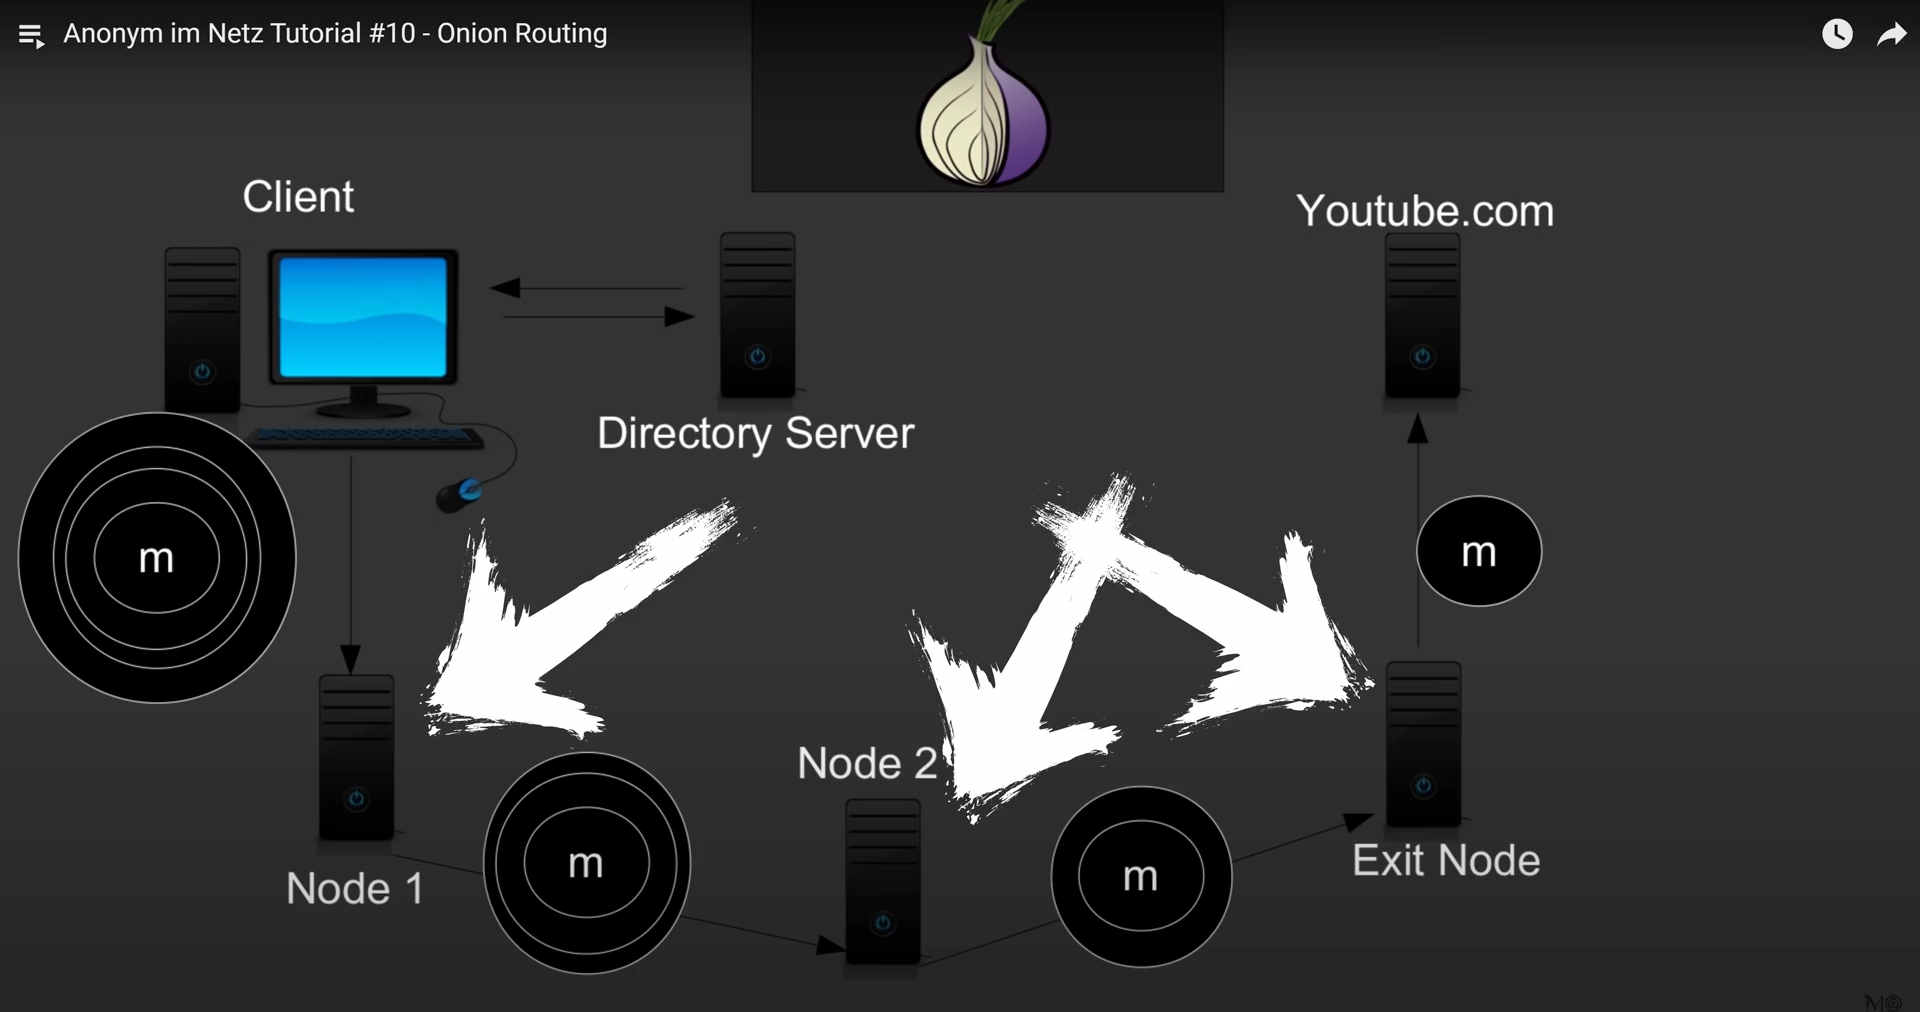 Anonym im Netz Tutorial #10 - Onion Routing
Client
Youtube.com
Directory Server
m
m
Node 2
m
m
Node 1
Exit Node